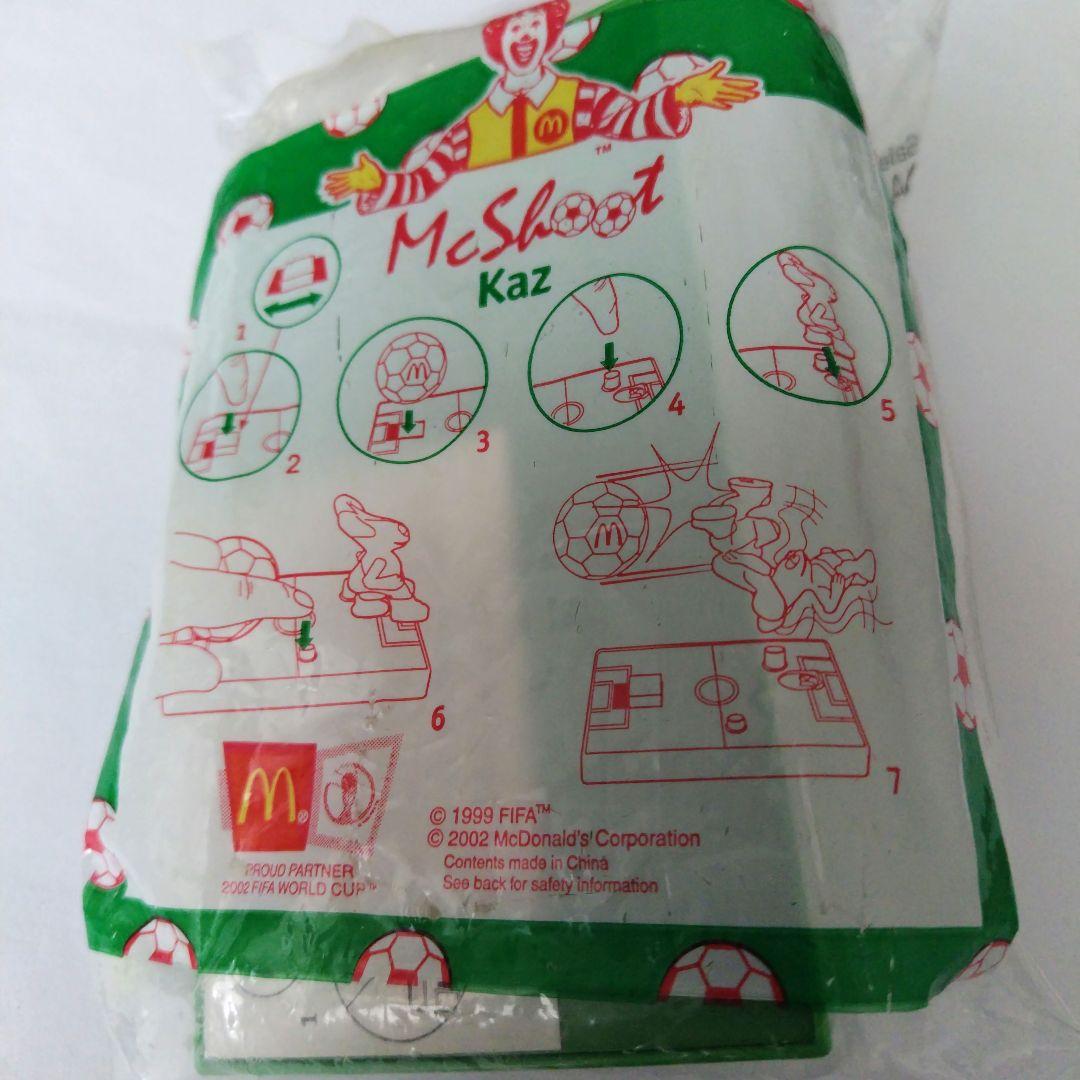 TM
McShoot
Kaz
1
2
3
4
5
6
7
© 1999 FIFA™
© 2002 McDonald's Corporation
Contents made in China
See back for safety information
PROUD PARTNER
2002 FIFA WORLD CUP™
1